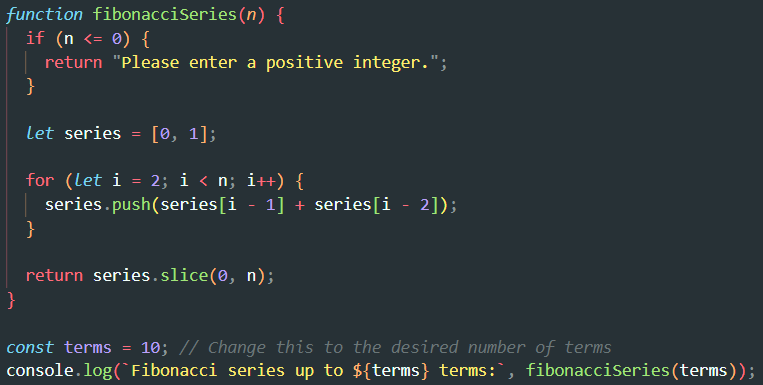 function fibonacciSeries(n) {
  if (n <= 0) {
    return "Please enter a positive integer.";
  }

  let series = [0, 1];

  for (let i = 2; i < n; i++) {
    series.push(series[i - 1] + series[i - 2]);
  }

  return series.slice(0, n);
}

const terms = 10; // Change this to the desired number of terms
console.log(`Fibonacci series up to ${terms} terms:`, fibonacciSeries(terms));